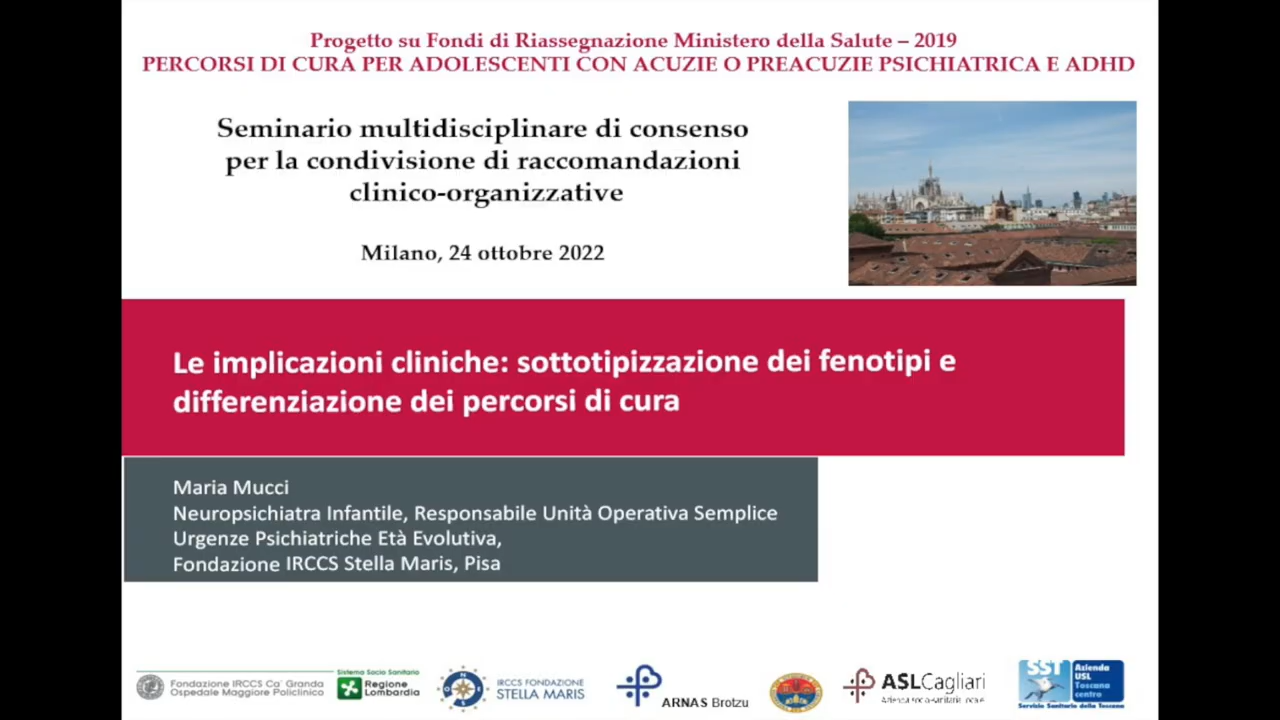 Progetto su Fondi di Riassegnazione Ministero della Salute – 2019
PERCORSI DI CURA PER ADOLESCENTI CON ACUZIE O PREACUZIE PSICHIATRICA E ADHD
Seminario multidisciplinare di consenso
per la condivisione di raccomandazioni
clinico-organizzative
Milano, 24 ottobre 2022
Le implicazioni cliniche: sottotipizzazione dei fenotipi e
differenziazione dei percorsi di cura
Maria Mucci
Neuropsichiatra Infantile, Responsabile Unità Operativa Semplice
Urgenze Psichiatriche Età Evolutiva,
Fondazione IRCCS Stella Maris, Pisa
Fondazione IRCCS Ca' Granda
Ospedale Maggiore Policlinico
Sistema Socio Sanitario
Regione
Lombardia
IRCCS FONDAZIONE
STELLA MARIS
ARNAS Brotzu
ASLCagliari
Azienda socio-sanitaria locale
SST
Azienda
USL
Toscana
centro
Servizio Sanitario della Toscana